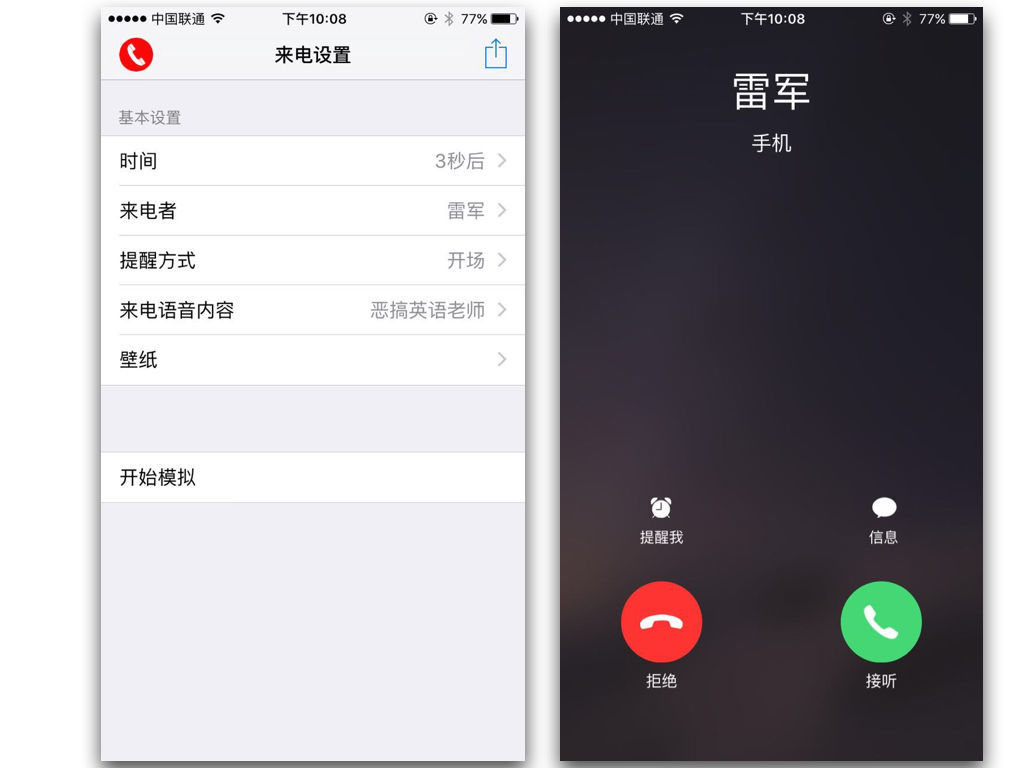 中国联通 下午10:08 77%
来电设置
基本设置
时间 3秒后
来电者 雷军
提醒方式 开场
来电语音内容 恶搞英语老师
壁纸
开始模拟
中国联通 下午10:08 77%
雷军
手机
提醒我 信息
拒绝 接听